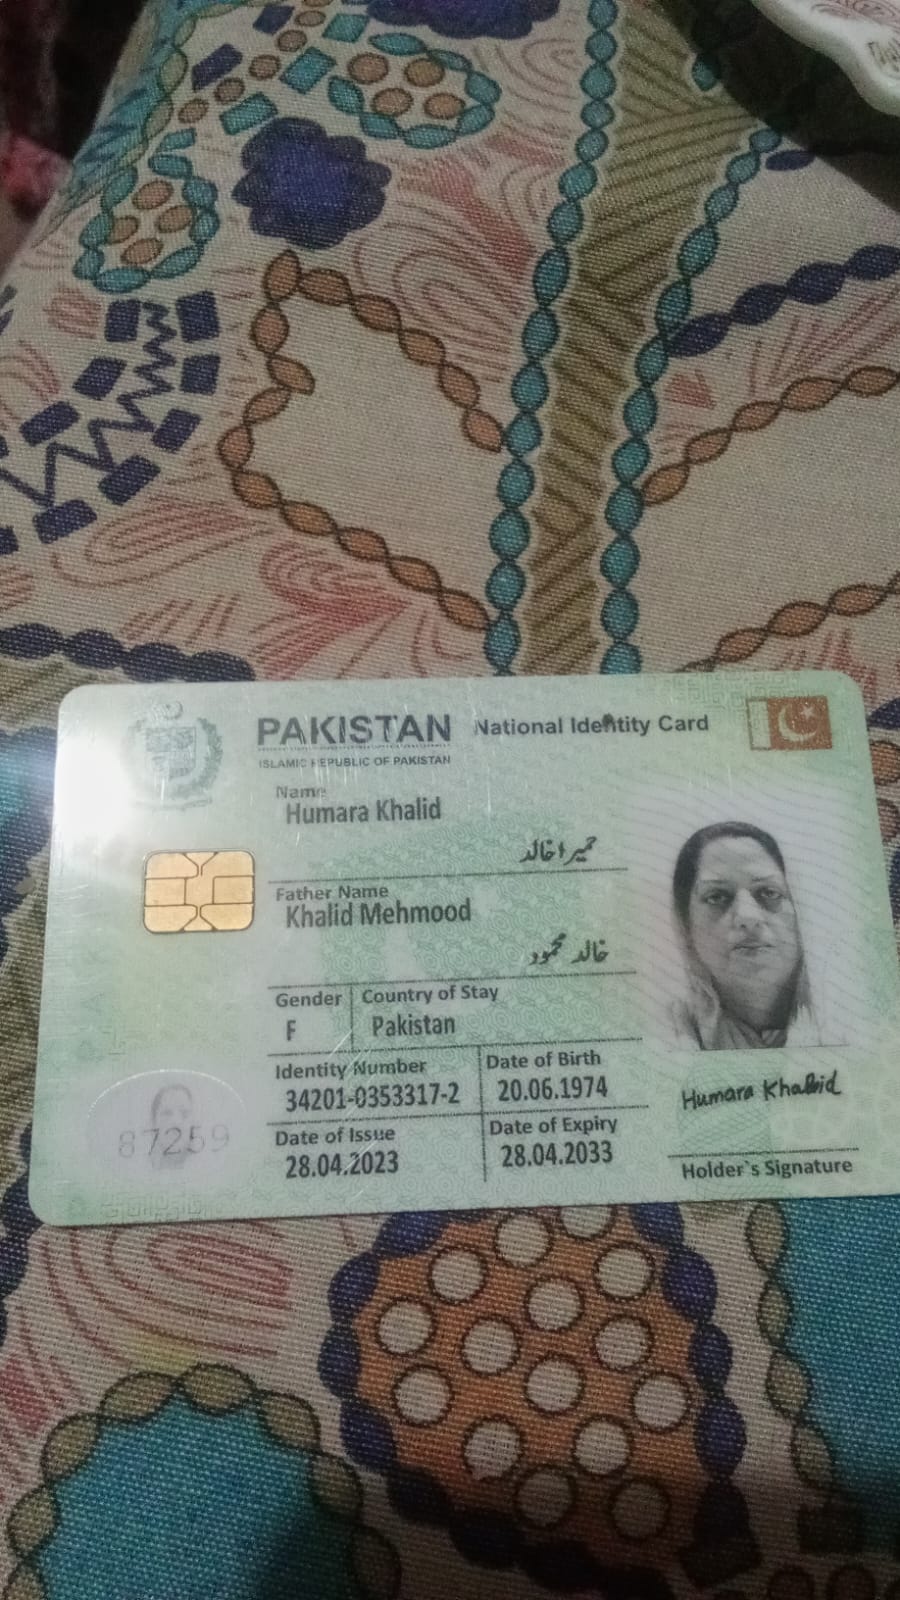 PAKISTAN National Identity Card
ISLAMIC REPUBLIC OF PAKISTAN
Name
Humara Khalid
حمیرا خالد
Father Name
Khalid Mehmood
خالد محمود
Gender Country of Stay
F Pakistan
Identity Number Date of Birth
34201-0353317-2 20.06.1974
Date of Issue Date of Expiry
28.04.2023 28.04.2033
87259
Humara Khalid
Holder`s Signature